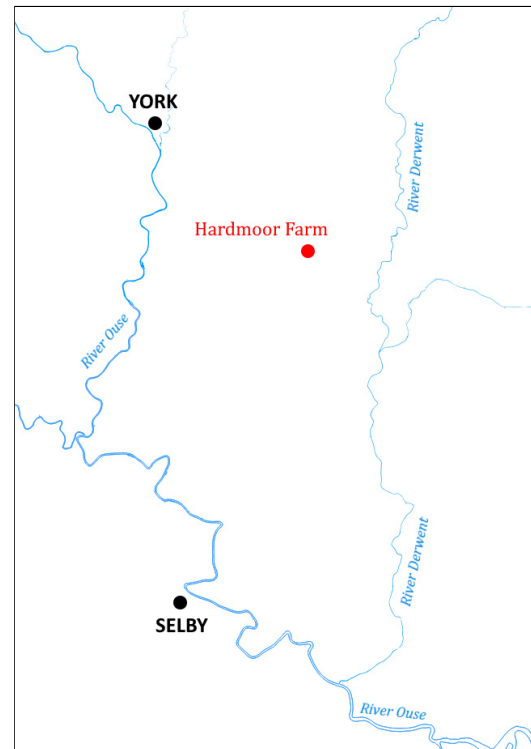 YORK
River Derwent
Hardmoor Farm
River Ouse
River Derwent
SELBY
River Ouse